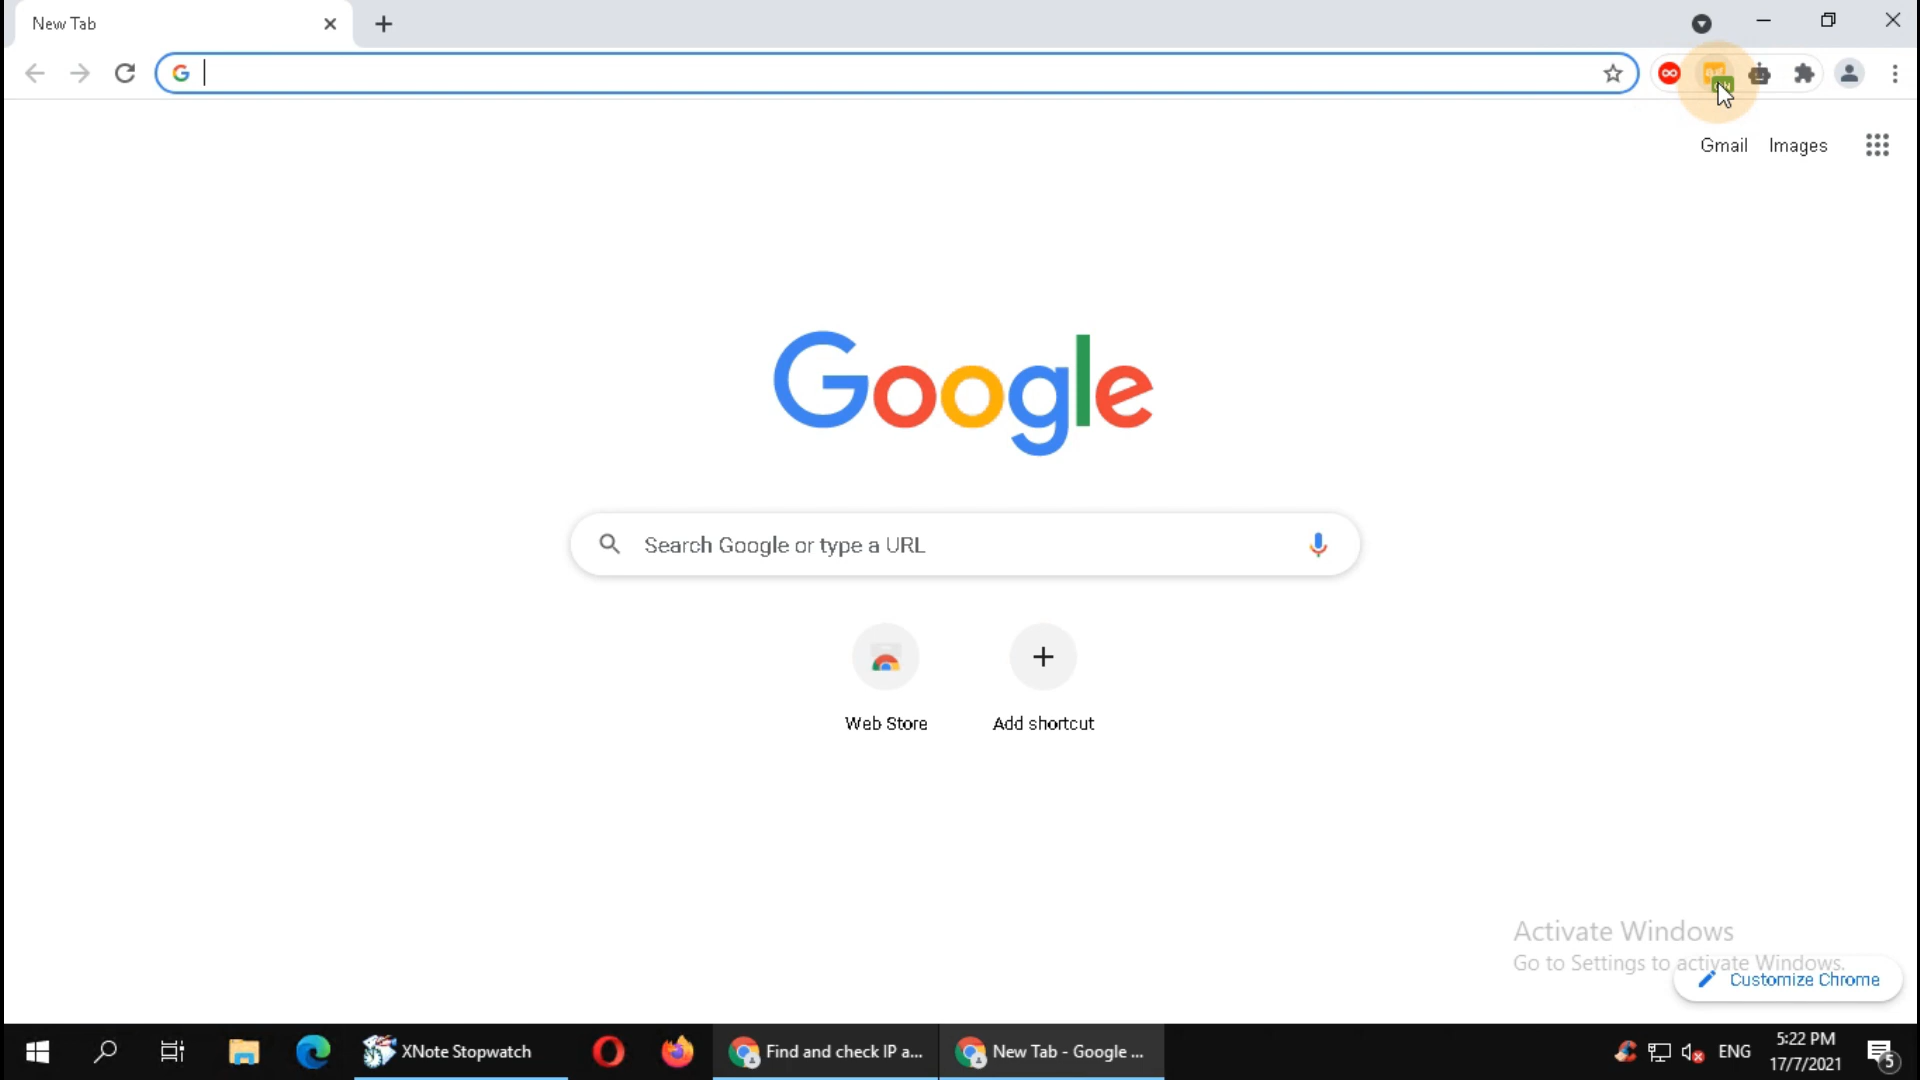 New Tab
Gmail Images
Google
Search Google or type a URL
Web Store
Add shortcut
Activate Windows
Go to Settings to activate Windows.
Customize Chrome
XNote Stopwatch
Find and check IP a...
New Tab - Google ...
ENG
5:22 PM
17/7/2021
5